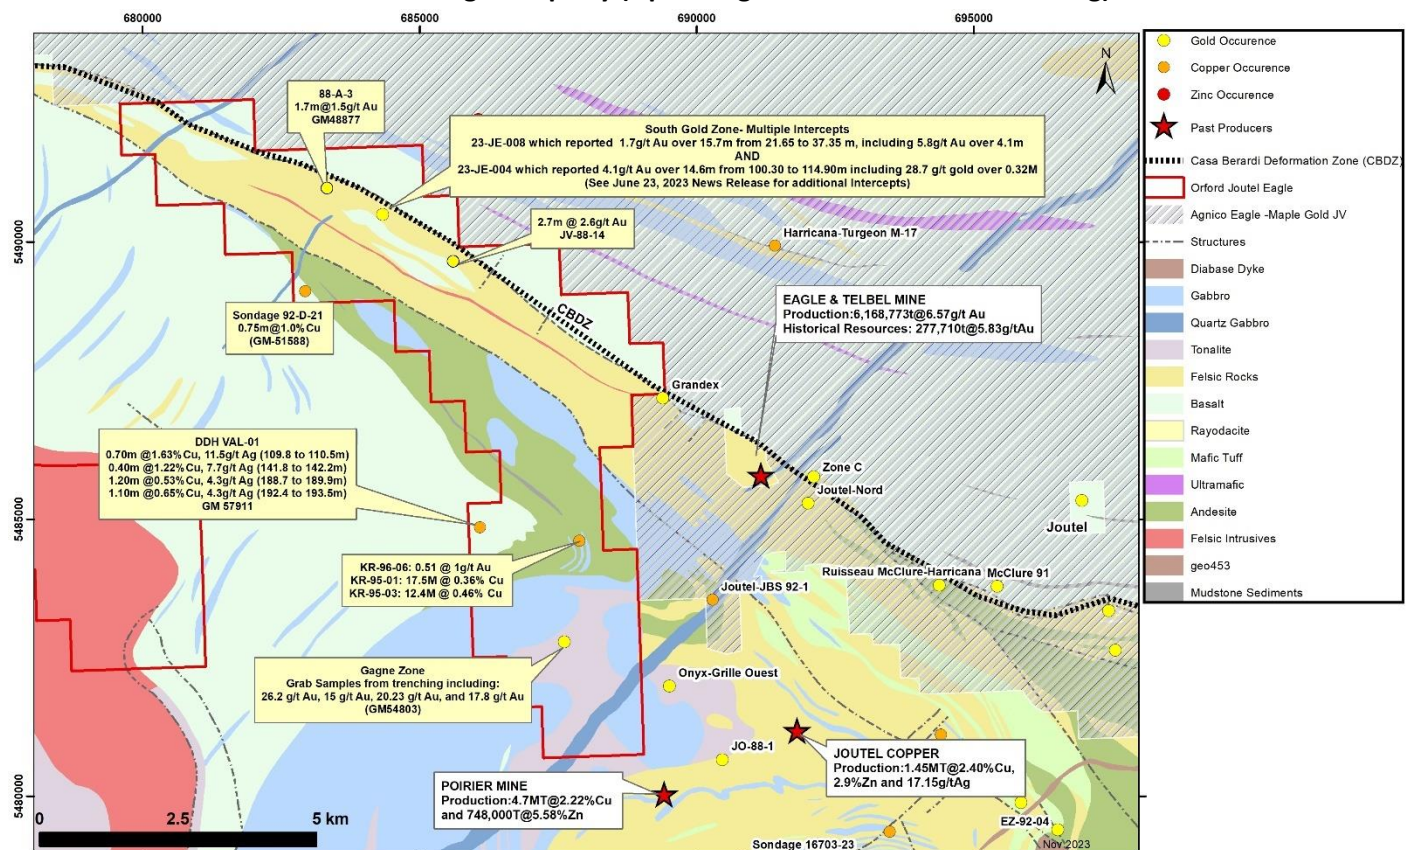 680000
685000
690000
695000
5490000
5485000
5480000
N
88-A-3
1.7m@1.5g/t Au
GM48877
South Gold Zone- Multiple Intercepts
23-JE-008 which reported 1.7g/t Au over 15.7m from 21.65 to 37.35 m, including 5.8g/t Au over 4.1m
AND
23-JE-004 which reported 4.1g/t Au over 14.6m from 100.30 to 114.90m including 28.7 g/t gold over 0.32M
(See June 23, 2023 News Release for additional Intercepts)
2.7m @ 2.6g/t Au
JV-88-14
Harricana-Turgeon M-17
Sondage 92-D-21
0.75m@1.0% Cu
(GM-51588)
CBDZ
EAGLE & TELBEL MINE
Production:6,168,773t@6.57g/t Au
Historical Resources: 277,710t@5.83g/tAu
Grandex
DDH VAL-01
0.70m @1.63% Cu, 11.5g/t Ag (109.8 to 110.5m)
0.40m @1.22% Cu, 7.7g/t Ag (141.8 to 142.2m)
1.20m @0.53% Cu, 4.3g/t Ag (188.7 to 189.9m)
1.10m @0.65% Cu, 4.3g/t Ag (192.4 to 193.5m)
GM 57911
Zone C
Joutel-Nord
Joutel
KR-96-06: 0.51 @ 1g/t Au
KR-95-01: 17.5M @ 0.36% Cu
KR-95-03: 12.4M @ 0.46% Cu
Ruisseau McClure-Harricana
McClure 91
Joutel-JBS 92-1
Gagne Zone
Grab Samples from trenching including:
26.2 g/t Au, 15 g/t Au, 20.23 g/t Au, and 17.8 g/t Au
(GM54803)
Onyx-Grille Ouest
JO-88-1
JOUTEL COPPER
Production:1.45MT@2.40%Cu,
2.9%Zn and 17.15g/tAg
POIRIER MINE
Production:4.7MT@2.22%Cu
and 748,000T@5.58%Zn
EZ-92-04
Sondage 16703-23
Nov 2023
0
2.5
5 km
Gold Occurence
Copper Occurence
Zinc Occurence
Past Producers
Casa Berardi Deformation Zone (CBDZ)
Orford Joutel Eagle
Agnico Eagle -Maple Gold JV
Structures
Diabase Dyke
Gabbro
Quartz Gabbro
Tonalite
Felsic Rocks
Basalt
Rayodacite
Mafic Tuff
Ultramafic
Andesite
Felsic Intrusives
geo453
Mudstone Sediments